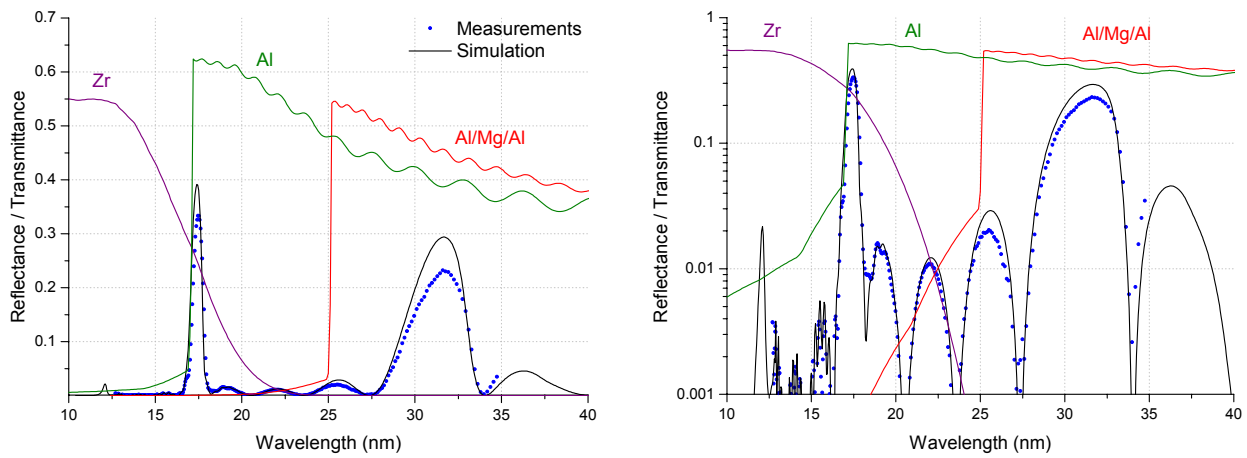 0.7
0.6
0.5
0.4
0.3
0.2
0.1
Reflectance / Transmittance
Zr
Al
Measurements
Simulation
Al/Mg/Al
10 15 20 25 30 35 40
Wavelength (nm)
1
0.1
0.01
0.001
Reflectance / Transmittance
Zr
Al
Al/Mg/Al
10 15 20 25 30 35 40
Wavelength (nm)